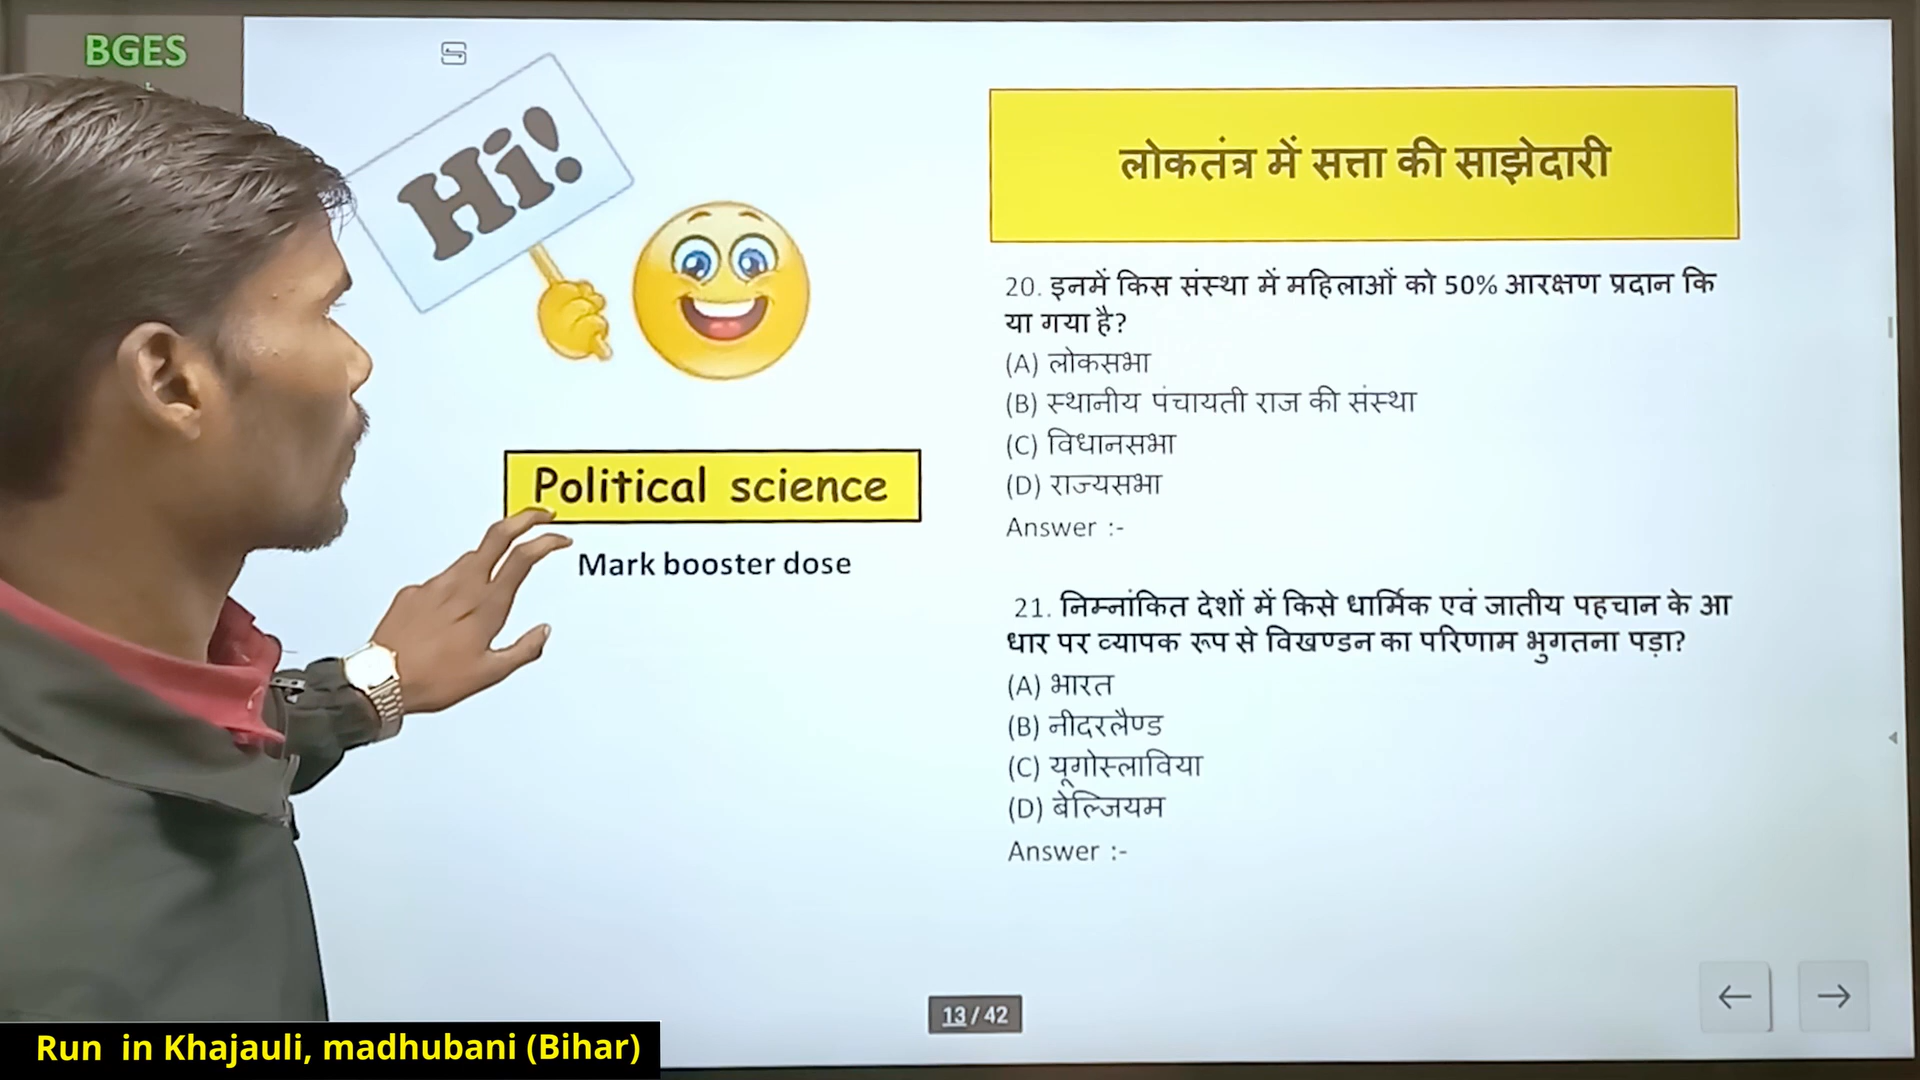 BGES
Hi!
लोकतंत्र में सत्ता की साझेदारी
20. इनमें किस संस्था में महिलाओं को 50% आरक्षण प्रदान कि
या गया है?
(A) लोकसभा
(B) स्थानीय पंचायती राज की संस्था
(C) विधानसभा
(D) राज्यसभा
Answer :-
Political science
Mark booster dose
21. निम्नांकित देशों में किसे धार्मिक एवं जातीय पहचान के आ
धार पर व्यापक रूप से विखण्डन का परिणाम भुगतना पड़ा?
(A) भारत
(B) नीदरलैण्ड
(C) यूगोस्लाविया
(D) बेल्जियम
Answer :-
13 / 42
Run in Khajauli, madhubani (Bihar)